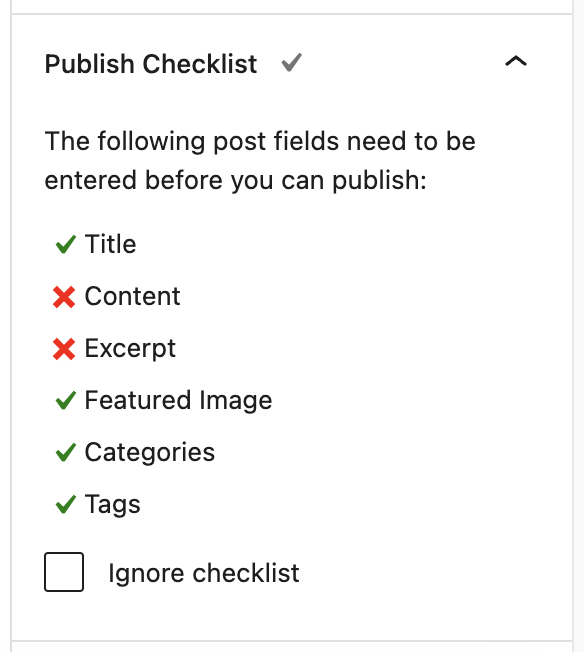 Publish Checklist
The following post fields need to be
entered before you can publish:
Title
Content
Excerpt
Featured Image
Categories
Tags
Ignore checklist